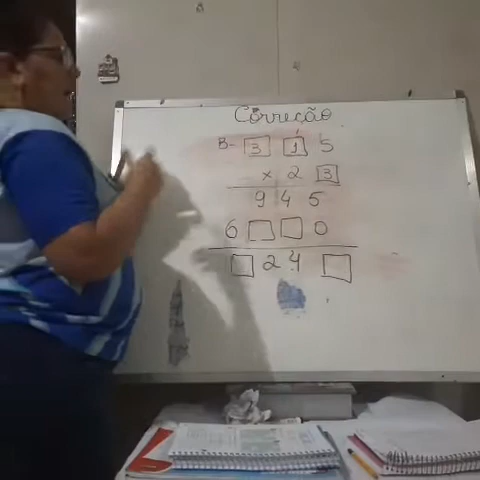 Correção
B- 3 1 5
× 2 3
9 4 5
6 □ □ 0
□ 2 4 □